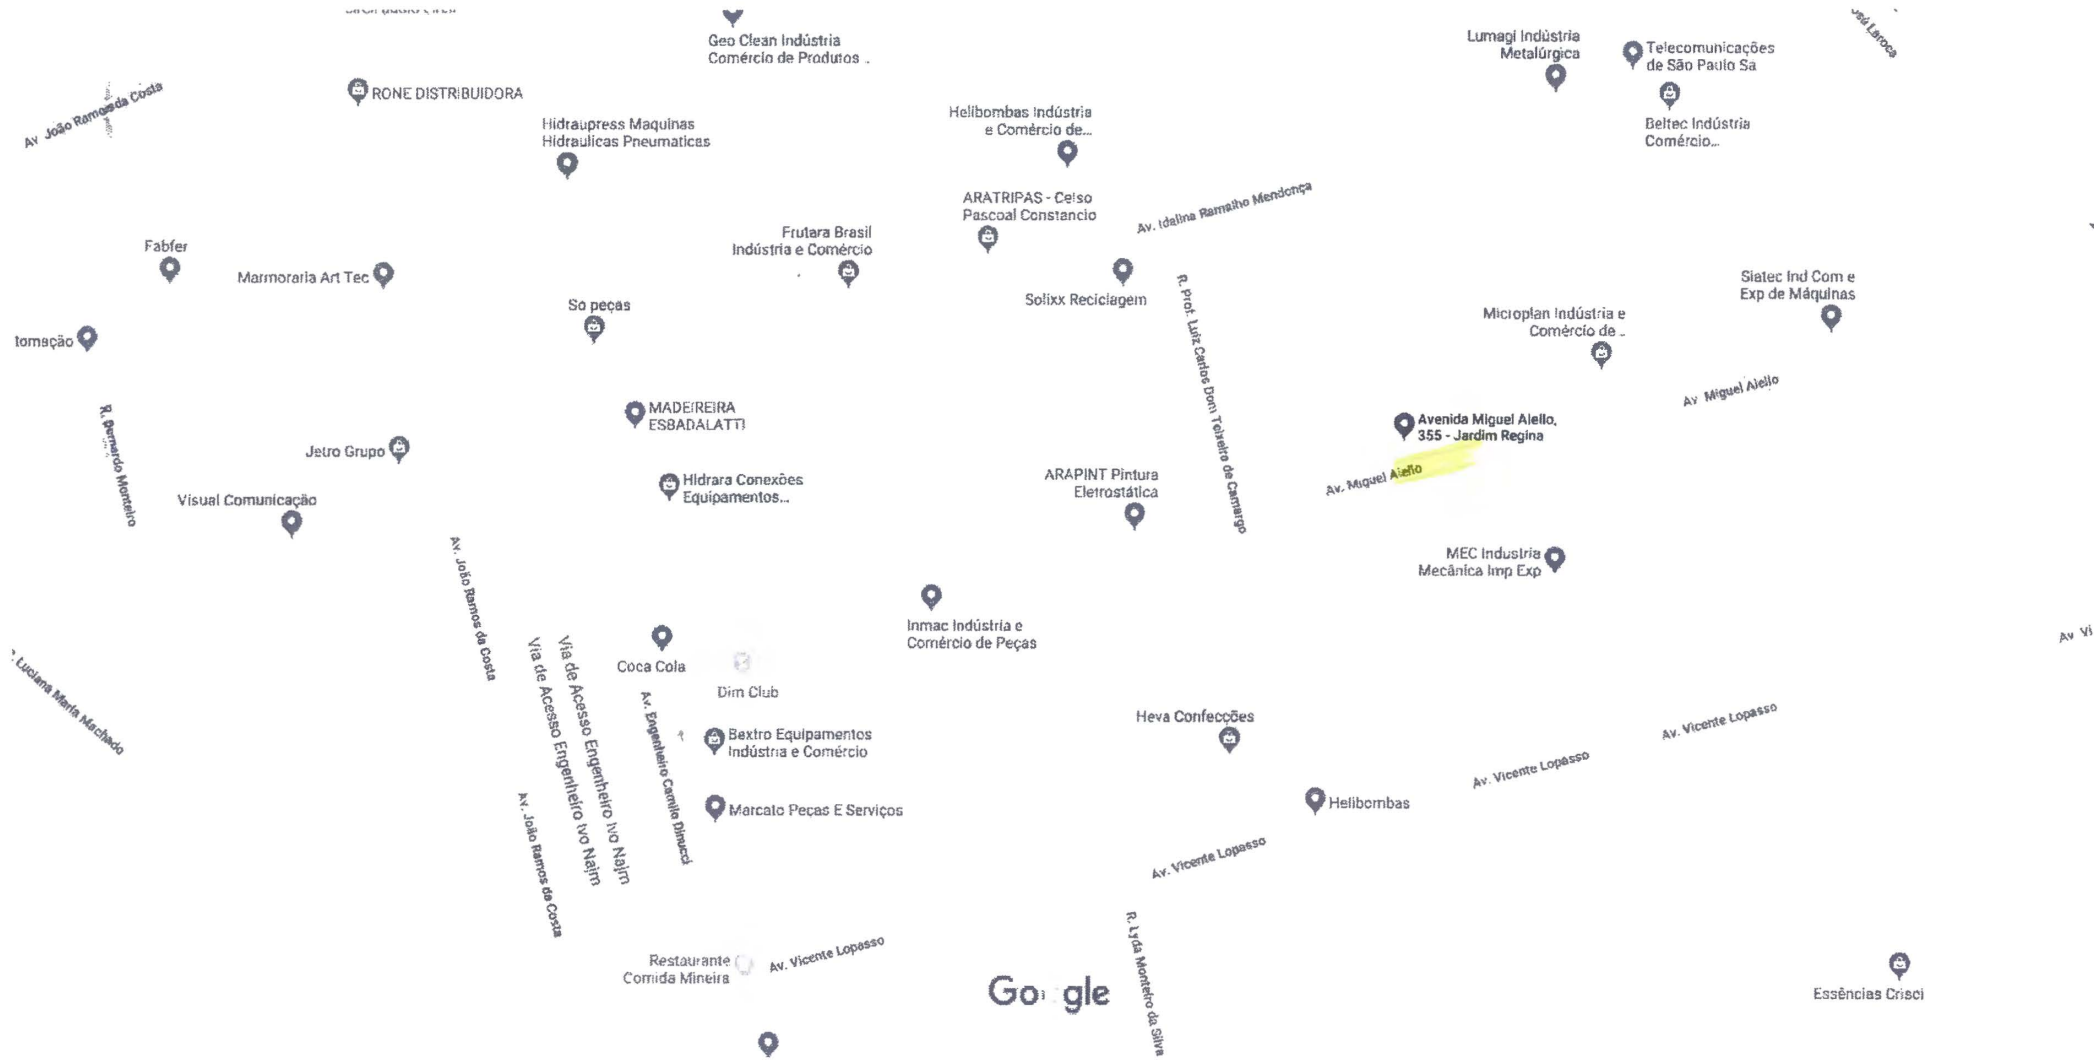 Geo Clean Indústria
Comércio de Produtos ..
Lumagi Indústria
Metalúrgica
Telecomunicações
de São Paulo Sa
Laroca
RONE DISTRIBUIDORA
Av João Ramos da Costa
Hidraupress Maquinas
Hidraulicas Pneumaticas
Helibombas Indústria
e Comércio de...
Beltec Indústria
Comércio...
ARATRIPAS - Celso
Pascoal Constancio
Av. Idalina Ramalho Mendonça
Fabfer
Marmoraria Art Tec
Frutara Brasil
Indústria e Comércio
Solixx Reciclagem
Siatec Ind Com e
Exp de Máquinas
Só peças
Microplan Indústria e
Comércio de ..
tomação
R. Prof. Luiz Carlos Dom Teixeira de Camargo
Av Miguel Aiello
MADEIREIRA
ESBADALATTI
Avenida Miguel Aiello,
355 - Jardim Regina
R. Bernardo Monteiro
Jetro Grupo
Hidrara Conexões
Equipamentos...
ARAPINT Pintura
Eletrostática
Av. Miguel Aiello
Visual Comunicação
MEC Industria
Mecânica Imp Exp
Av. João Ramos da Costa
Inmac Indústria e
Comércio de Peças
Av Vi
Coca Cola
Dim Club
Via de Acesso Engenheiro Ivo Najm
Via de Acesso Engenheiro Ivo Najm
Av. Engenheiro Camilo Dinucci
Luciana Maria Machado
Bextro Equipamentos
Indústria e Comércio
Heva Confecções
Av. Vicente Lopasso
Av. Vicente Lopasso
Marcato Peças E Serviços
Helibombas
Av. João Ramos da Costa
Av. Vicente Lopasso
Restaurante
Comida Mineira
Av. Vicente Lopasso
R. Lyda Monteiro da Silva
Go gle
Essências Crisci